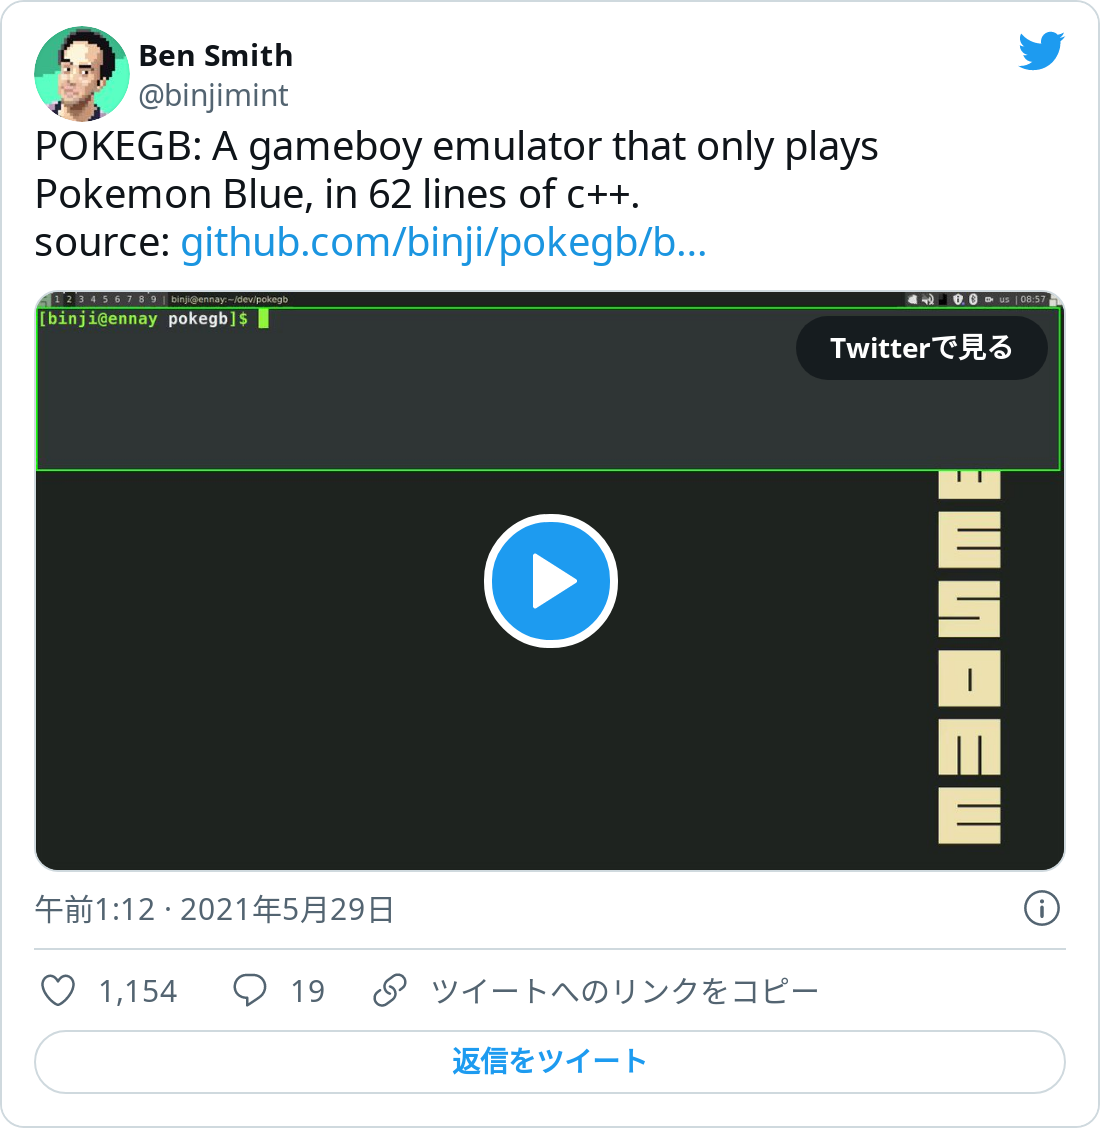 Ben Smith
@binjimint
POKEGB: A gameboy emulator that only plays
Pokemon Blue, in 62 lines of c++.
source: github.com/binji/pokegb/b...
1 2 3 4 5 6 7 8 9 | binji@ennay:~/dev/pokegb
us | 08:57
[binji@ennay pokegb]$
Twitterで見る
E
S
O
M
E
午前1:12 · 2021年5月29日
1,154
19
ツイートへのリンクをコピー
返信をツイート